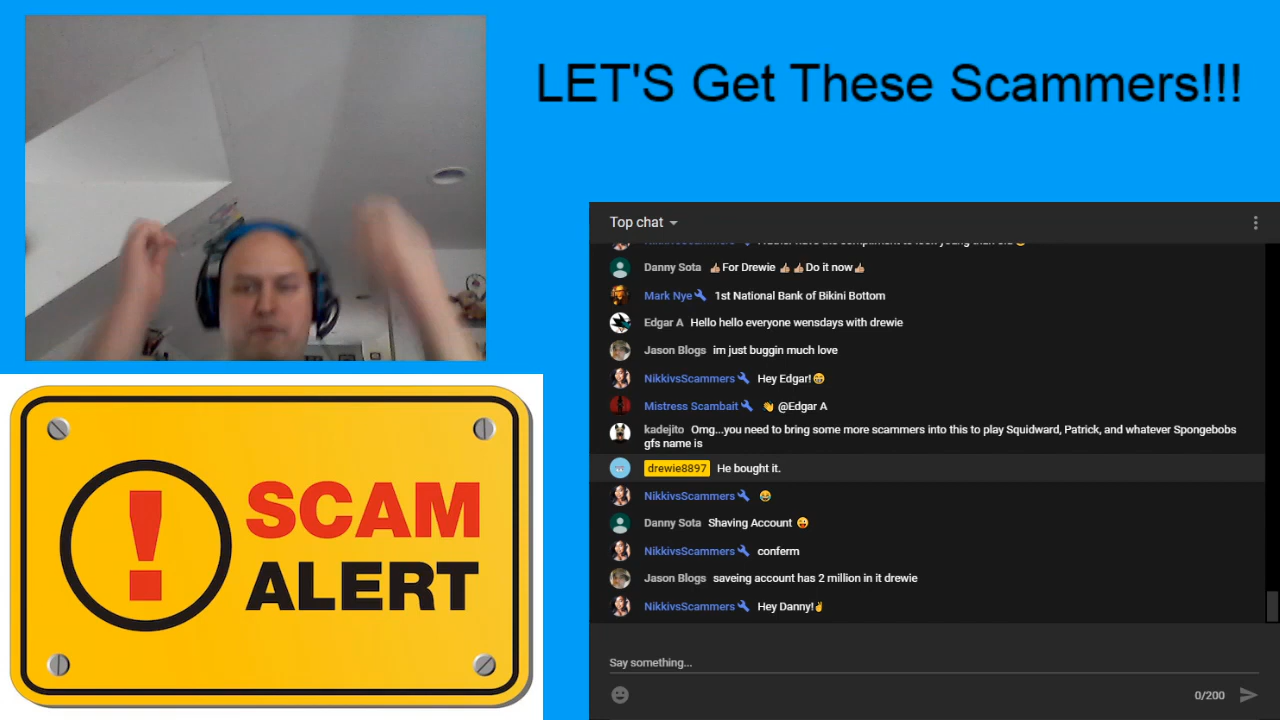 LET'S Get These Scammers!!!
Top chat
Danny Sota 👍🏼For Drewie 👍🏼👍🏼Do it now👍🏼
Mark Nye 1st National Bank of Bikini Bottom
Edgar A Hello hello everyone wensdays with drewie
Jason Blogs im just buggin much love
NikkivsScammers Hey Edgar!😁
Mistress Scambait 👋 @Edgar A
kadejito Omg...you need to bring some more scammers into this to play Squidward, Patrick, and whatever Spongebobs
gfs name is
drewie8897 He bought it.
NikkivsScammers 😂
Danny Sota Shaving Account 😜
NikkivsScammers conferm
Jason Blogs saveing account has 2 million in it drewie
NikkivsScammers Hey Danny!✌
Say something...
0/200
! SCAM
ALERT